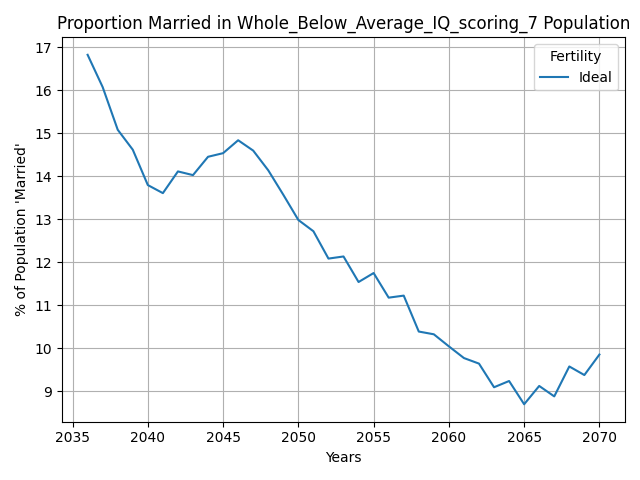 Proportion Married in Whole_Below_Average_IQ_scoring_7 Population
Fertility
Ideal
% of Population 'Married'
17
16
15
14
13
12
11
10
9
2035 2040 2045 2050 2055 2060 2065 2070
Years